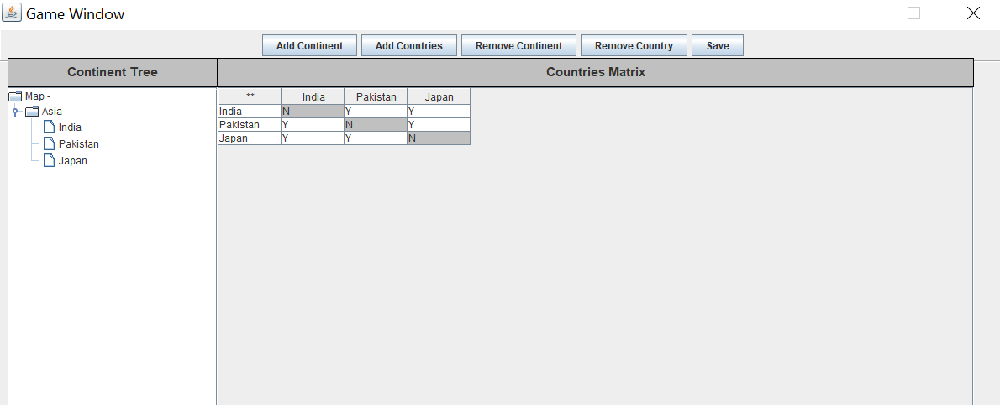 Game Window
Add Continent Add Countries Remove Continent Remove Country Save
Continent Tree Countries Matrix
Map -
Asia
India
Pakistan
Japan
** India Pakistan Japan
India N Y Y
Pakistan Y N Y
Japan Y Y N